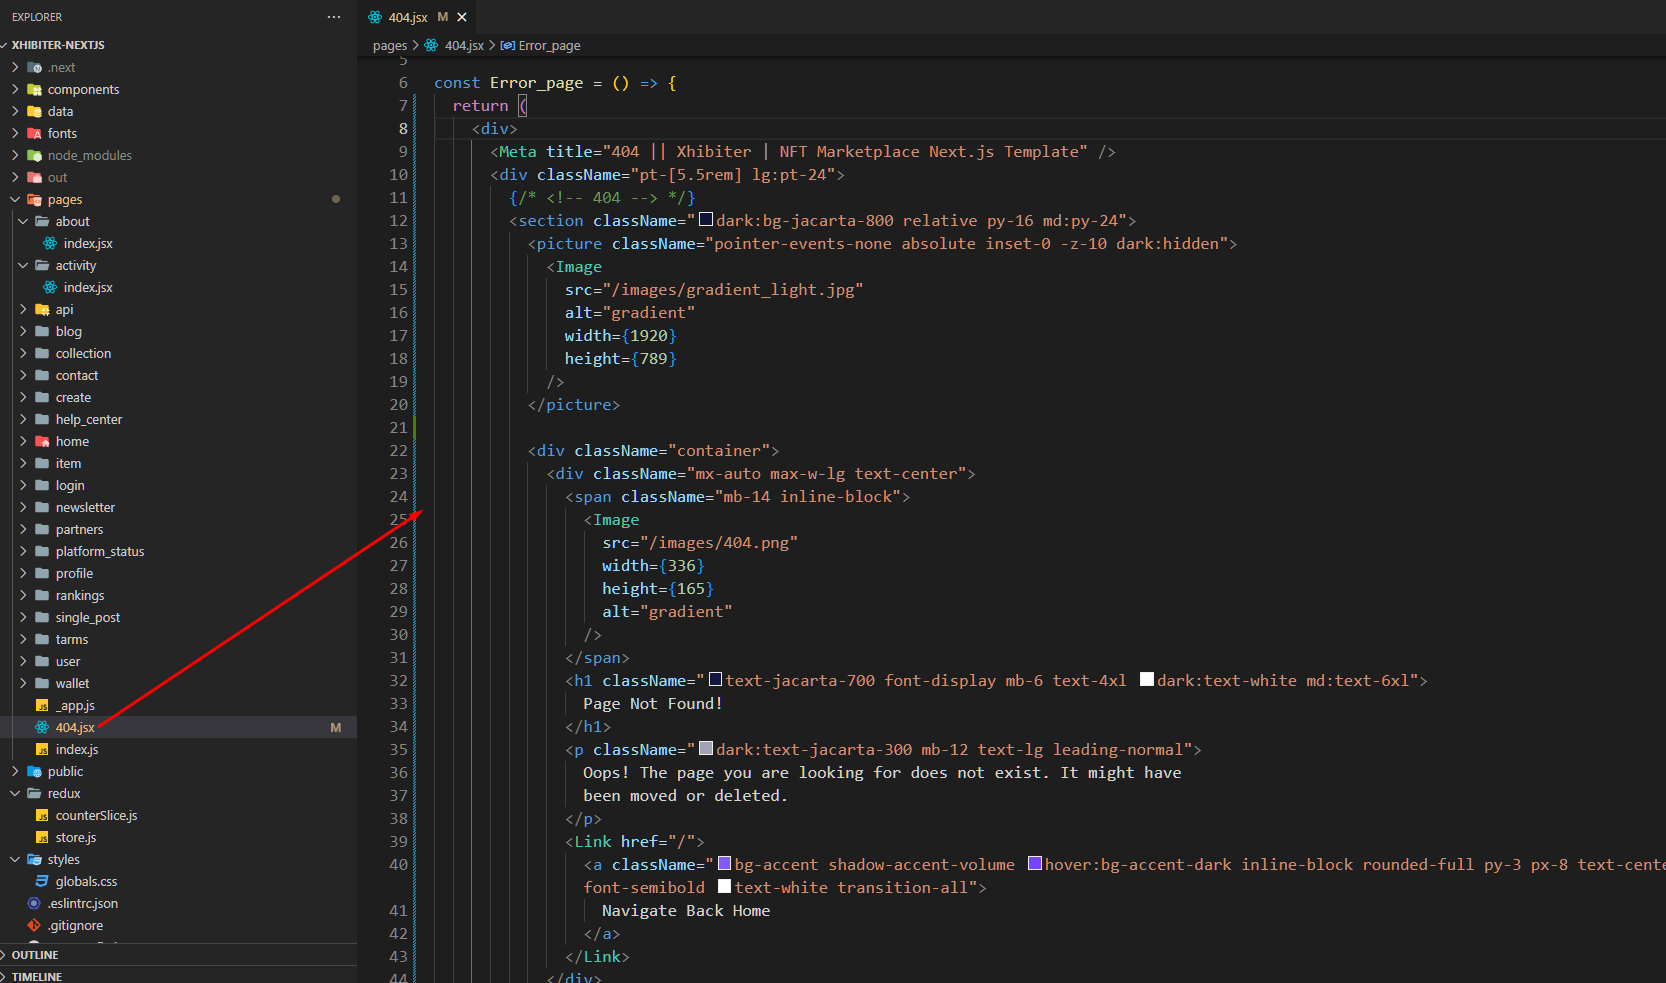 EXPLORER
···
XHIBITER-NEXTJS
.next
components
data
fonts
node_modules
out
pages
about
index.jsx
activity
index.jsx
api
blog
collection
contact
create
help_center
home
item
login
newsletter
partners
platform_status
profile
rankings
single_post
tarms
user
wallet
_app.js
404.jsx M
index.js
public
redux
counterSlice.js
store.js
styles
globals.css
.eslintrc.json
.gitignore
OUTLINE
TIMELINE
404.jsx M
pages > 404.jsx > Error_page
5
6 const Error_page = () => {
7 return (
8 <div>
9 <Meta title="404 || Xhibiter | NFT Marketplace Next.js Template" />
10 <div className="pt-[5.5rem] lg:pt-24">
11 {/* <!-- 404 --> */}
12 <section className="dark:bg-jacarta-800 relative py-16 md:py-24">
13 <picture className="pointer-events-none absolute inset-0 -z-10 dark:hidden">
14 <Image
15 src="/images/gradient_light.jpg"
16 alt="gradient"
17 width={1920}
18 height={789}
19 />
20 </picture>
21
22 <div className="container">
23 <div className="mx-auto max-w-lg text-center">
24 <span className="mb-14 inline-block">
25 <Image
26 src="/images/404.png"
27 width={336}
28 height={165}
29 alt="gradient"
30 />
31 </span>
32 <h1 className="text-jacarta-700 font-display mb-6 text-4xl dark:text-white md:text-6xl">
33 Page Not Found!
34 </h1>
35 <p className="dark:text-jacarta-300 mb-12 text-lg leading-normal">
36 Oops! The page you are looking for does not exist. It might have
37 been moved or deleted.
38 </p>
39 <Link href="/">
40 <a className="bg-accent shadow-accent-volume hover:bg-accent-dark inline-block rounded-full py-3 px-8 text-cente
font-semibold text-white transition-all">
41 Navigate Back Home
42 </a>
43 </Link>
44 </div>